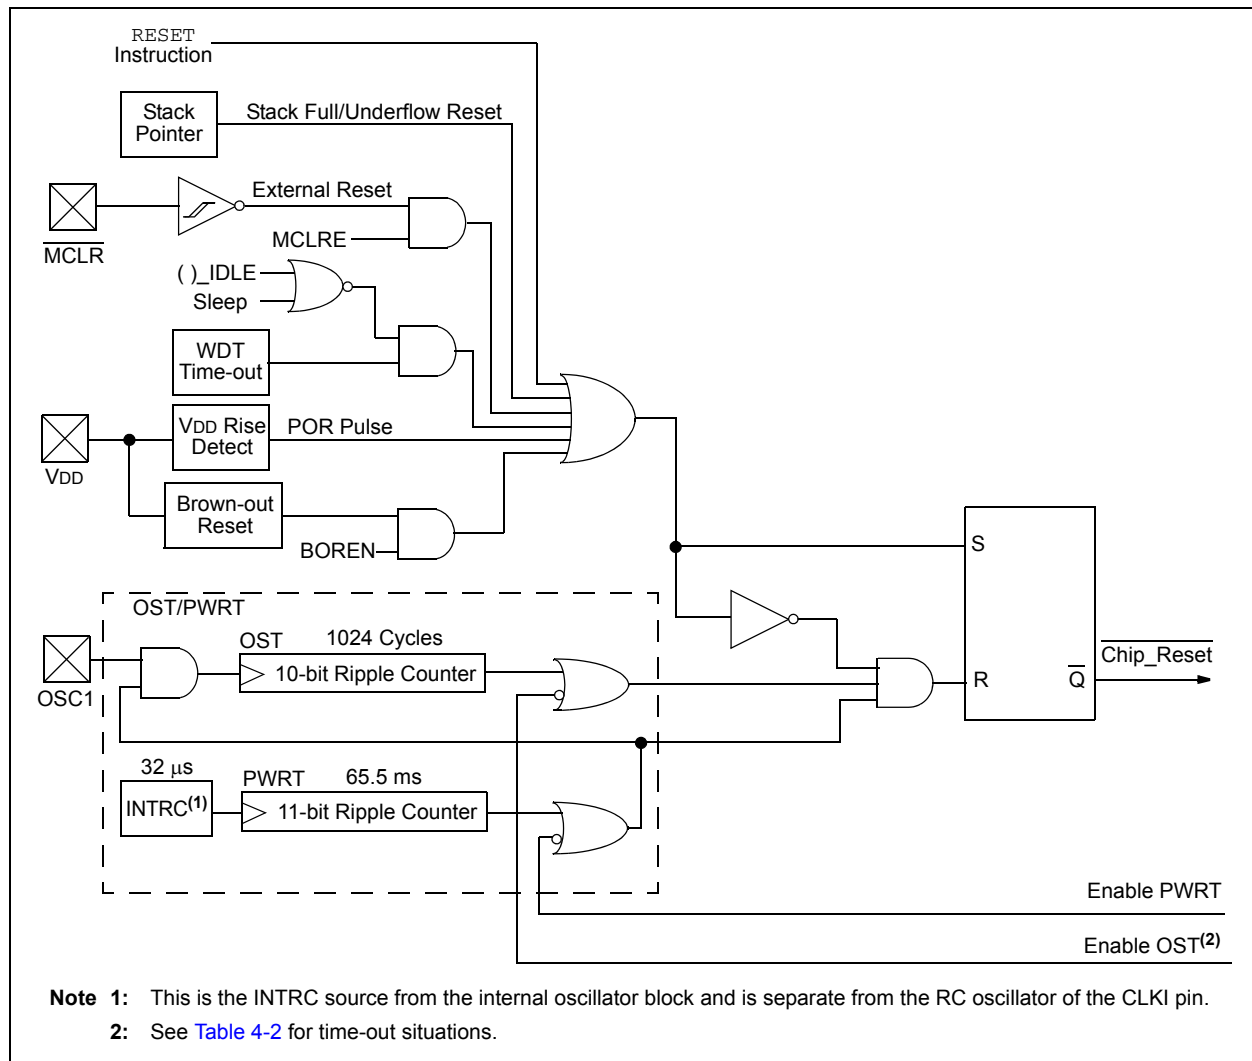 RESET
Instruction
Stack
Pointer
Stack Full/Underflow Reset
External Reset
MCLR
MCLRE
( )_IDLE
Sleep
WDT
Time-out
VDD Rise
Detect
POR Pulse
VDD
Brown-out
Reset
BOREN
S
OST/PWRT
OST
1024 Cycles
10-bit Ripple Counter
OSC1
Chip_Reset
R
Q
32 µs
INTRC(1)
PWRT
65.5 ms
11-bit Ripple Counter
Enable PWRT
Enable OST(2)
Note 1: This is the INTRC source from the internal oscillator block and is separate from the RC oscillator of the CLKI pin.
2: See Table 4-2 for time-out situations.